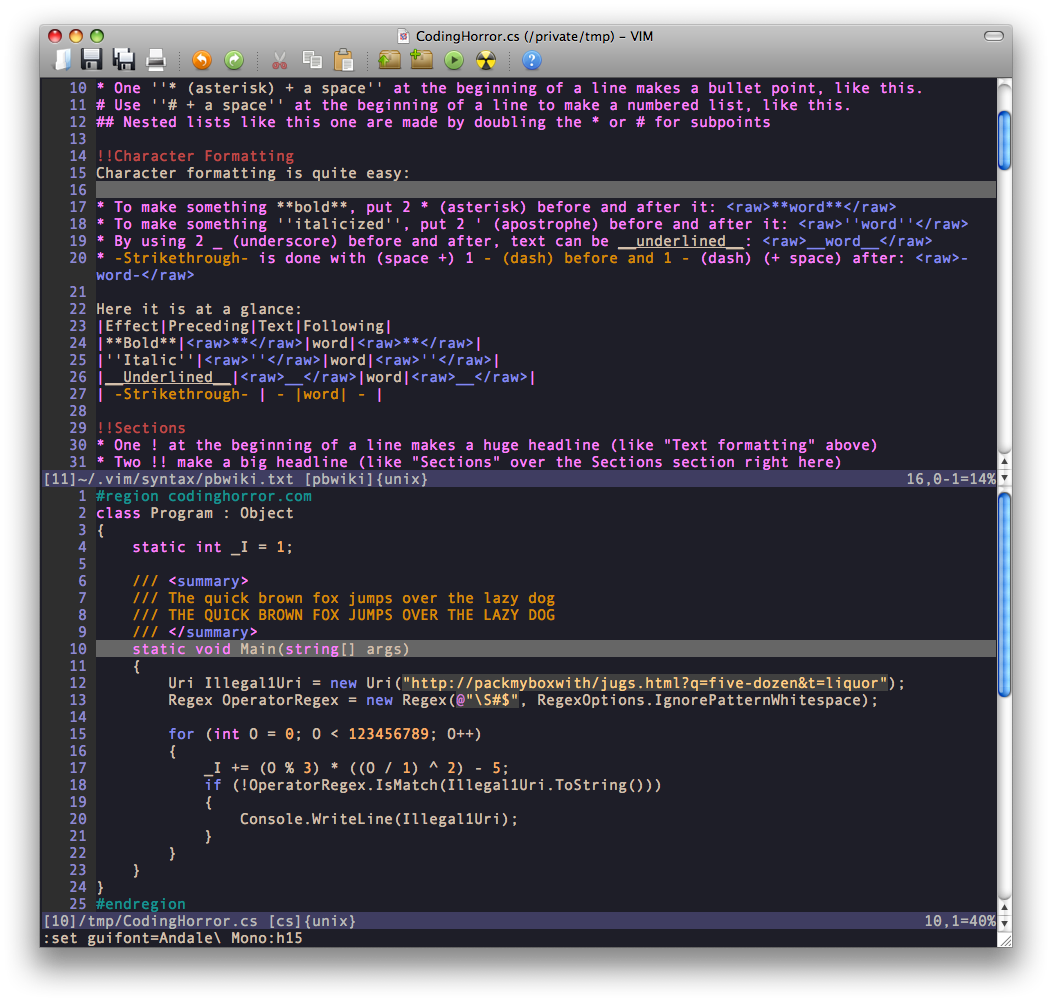 CodingHorror.cs (/private/tmp) – VIM
10 * One ''* (asterisk) + a space'' at the beginning of a line makes a bullet point, like this.
11 # Use ''# + a space'' at the beginning of a line to make a numbered list, like this.
12 ## Nested lists like this one are made by doubling the * or # for subpoints
13
14 !!Character Formatting
15 Character formatting is quite easy:
16
17 * To make something **bold**, put 2 * (asterisk) before and after it: <raw>**word**</raw>
18 * To make something ''italicized'', put 2 ' (apostrophe) before and after it: <raw>''word''</raw>
19 * By using 2 _ (underscore) before and after, text can be __underlined__: <raw>__word__</raw>
20 * -Strikethrough- is done with (space +) 1 - (dash) before and 1 - (dash) (+ space) after: <raw>-
word-</raw>
21
22 Here it is at a glance:
23 |Effect|Preceding|Text|Following|
24 |**Bold**|<raw>**</raw>|word|<raw>**</raw>|
25 |''Italic''|<raw>''</raw>|word|<raw>''</raw>|
26 |__Underlined__|<raw>__</raw>|word|<raw>__</raw>|
27 | -Strikethrough- | - |word| - |
28
29 !!Sections
30 * One ! at the beginning of a line makes a huge headline (like "Text formatting" above)
31 * Two !! make a big headline (like "Sections" over the Sections section right here)
[11]~/.vim/syntax/pbwiki.txt [pbwiki]{unix} 16,0-1=14%
1 #region codinghorror.com
2 class Program : Object
3 {
4     static int _I = 1;
5
6     /// <summary>
7     /// The quick brown fox jumps over the lazy dog
8     /// THE QUICK BROWN FOX JUMPS OVER THE LAZY DOG
9     /// </summary>
10     static void Main(string[] args)
11     {
12         Uri Illegal1Uri = new Uri("http://packmyboxwith/jugs.html?q=five-dozen&t=liquor");
13         Regex OperatorRegex = new Regex(@"\S#$", RegexOptions.IgnorePatternWhitespace);
14
15         for (int O = 0; O < 123456789; O++)
16         {
17             _I += (O % 3) * ((O / 1) ^ 2) - 5;
18             if (!OperatorRegex.IsMatch(Illegal1Uri.ToString()))
19             {
20                 Console.WriteLine(Illegal1Uri);
21             }
22         }
23     }
24 }
25 #endregion
[10]/tmp/CodingHorror.cs [cs]{unix} 10,1=40%
:set guifont=Andale\ Mono:h15